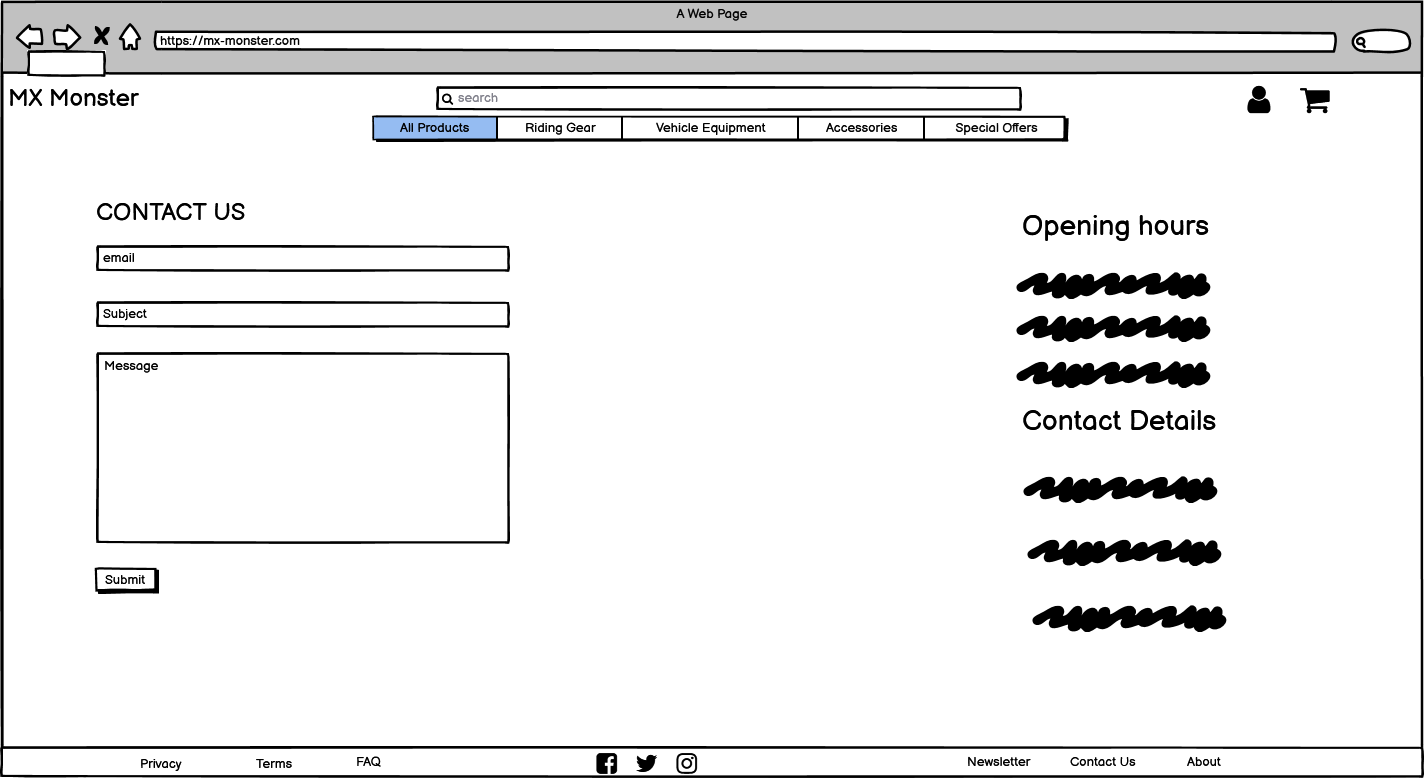 A Web Page
https://mx-monster.com
MX Monster
search
All Products Riding Gear Vehicle Equipment Accessories Special Offers
CONTACT US
email
Subject
Message
Submit
Opening hours
Contact Details
Privacy Terms FAQ Newsletter Contact Us About